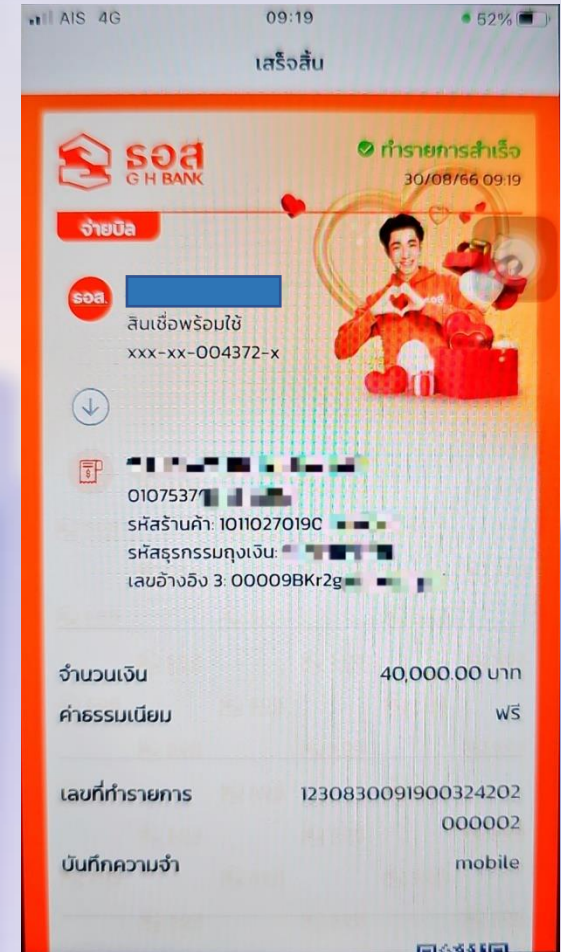 AIS 4G 09:19 52%
เสร็จสิ้น
ธอส
G H BANK
ทำรายการสำเร็จ
30/08/66 09:19
จ่ายบิล
ธอส.
สินเชื่อพร้อมใช้
xxx-xx-004372-x
0107537
รหัสร้านค้า: 10110270190
รหัสธุรกรรมถุงเงิน:
เลขอ้างอิง 3: 00009BKr2g
จำนวนเงิน 40,000.00 บาท
ค่าธรรมเนียม ฟรี
เลขที่ทำรายการ 1230830091900324202
000002
บันทึกความจำ mobile